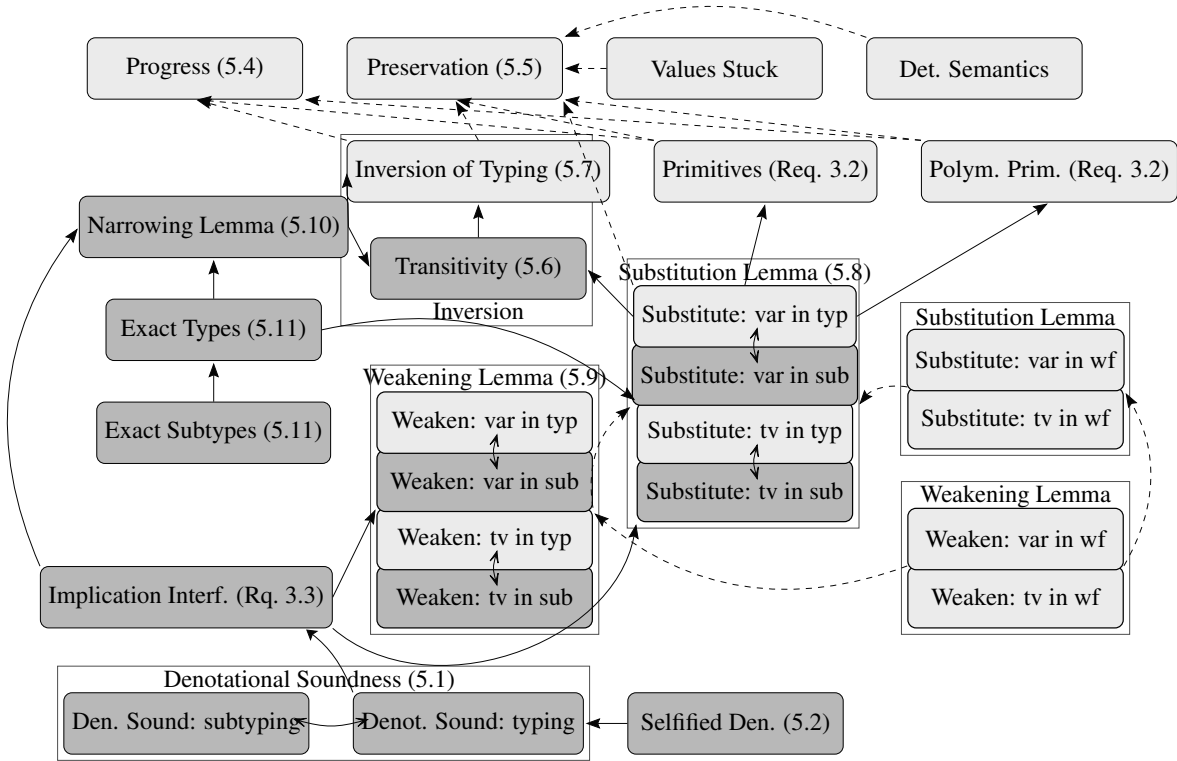 Progress (5.4)
Preservation (5.5)
Values Stuck
Det. Semantics
Inversion of Typing (5.7)
Primitives (Req. 3.2)
Polym. Prim. (Req. 3.2)
Narrowing Lemma (5.10)
Transitivity (5.6)
Inversion
Substitution Lemma (5.8)
Substitute: var in typ
Substitute: var in sub
Substitute: tv in typ
Substitute: tv in sub
Exact Types (5.11)
Exact Subtypes (5.11)
Substitution Lemma
Substitute: var in wf
Substitute: tv in wf
Weakening Lemma (5.9)
Weaken: var in typ
Weaken: var in sub
Weaken: tv in typ
Weaken: tv in sub
Weakening Lemma
Weaken: var in wf
Weaken: tv in wf
Implication Interf. (Rq. 3.3)
Denotational Soundness (5.1)
Den. Sound: subtyping
Denot. Sound: typing
Selfified Den. (5.2)